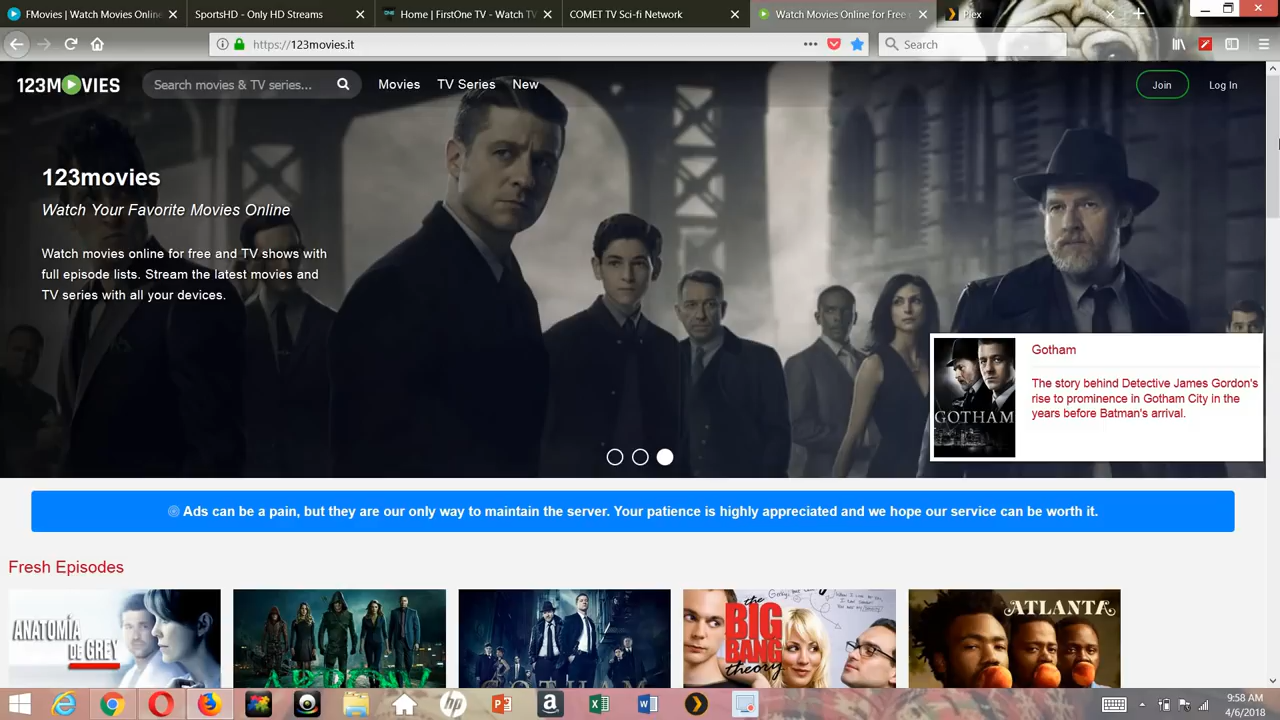 FMovies | Watch Movies Online
SportsHD - Only HD Streams
Home | FirstOne TV - Watch TV
COMET TV Sci-fi Network
Watch Movies Online for Free
Plex
https://123movies.it
Search
123MOVIES
Search movies & TV series...
Movies
TV Series
New
Join
Log In
123movies
Watch Your Favorite Movies Online
Watch movies online for free and TV shows with
full episode lists. Stream the latest movies and
TV series with all your devices.
GOTHAM
Gotham
The story behind Detective James Gordon's
rise to prominence in Gotham City in the
years before Batman's arrival.
Ads can be a pain, but they are our only way to maintain the server. Your patience is highly appreciated and we hope our service can be worth it.
Fresh Episodes
ANATOMÍA
DE GREY
the
BIG
BANG
theory
ATLANTA
9:58 AM
4/6/2018